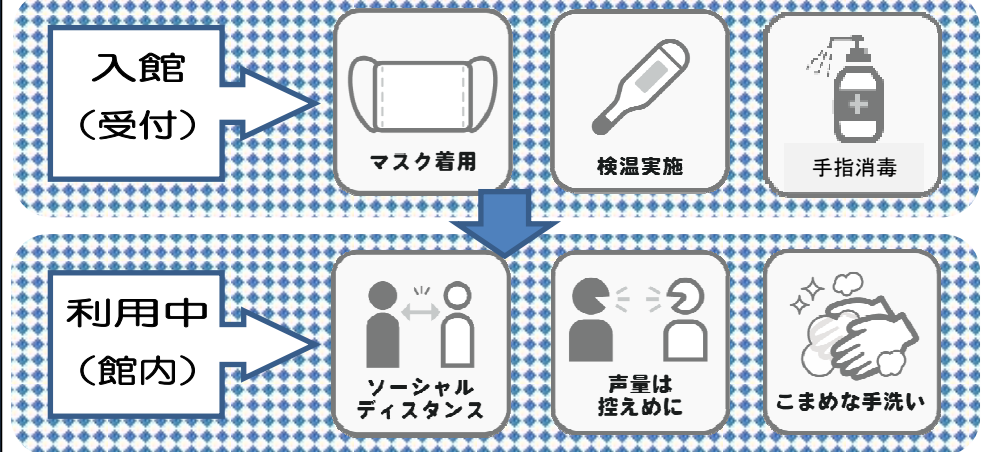 入館
（受付）
マスク着用
検温実施
手指消毒
利用中
（館内）
ソーシャル
ディスタンス
声量は
控えめに
こまめな手洗い